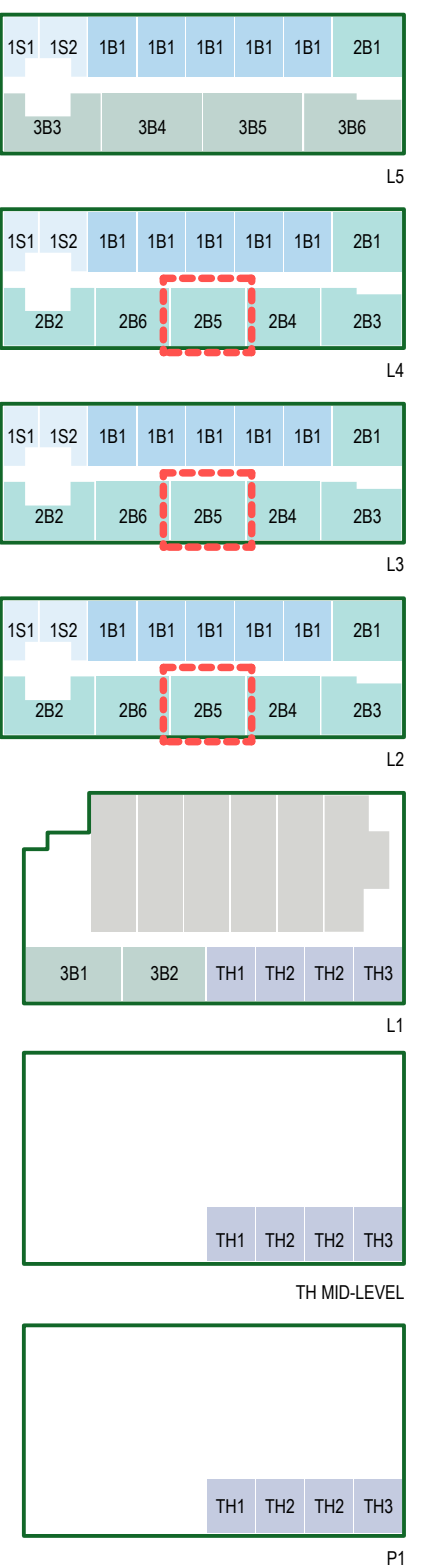 1S1 1S2 1B1 1B1 1B1 1B1 1B1 2B1
3B3 3B4 3B5 3B6
L5
1S1 1S2 1B1 1B1 1B1 1B1 1B1 2B1
2B2 2B6 2B5 2B4 2B3
L4
1S1 1S2 1B1 1B1 1B1 1B1 1B1 2B1
2B2 2B6 2B5 2B4 2B3
L3
1S1 1S2 1B1 1B1 1B1 1B1 1B1 2B1
2B2 2B6 2B5 2B4 2B3
L2
3B1 3B2 TH1 TH2 TH2 TH3
L1
TH1 TH2 TH2 TH3
TH MID-LEVEL
TH1 TH2 TH2 TH3
P1